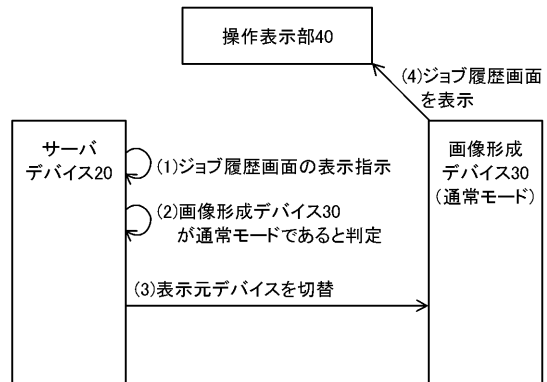 操作表示部40
(4)ジョブ履歴画面
を表示
サーバ
デバイス20
画像形成
デバイス30
(通常モード)
(1)ジョブ履歴画面の表示指示
(2)画像形成デバイス30
が通常モードであると判定
(3)表示元デバイスを切替